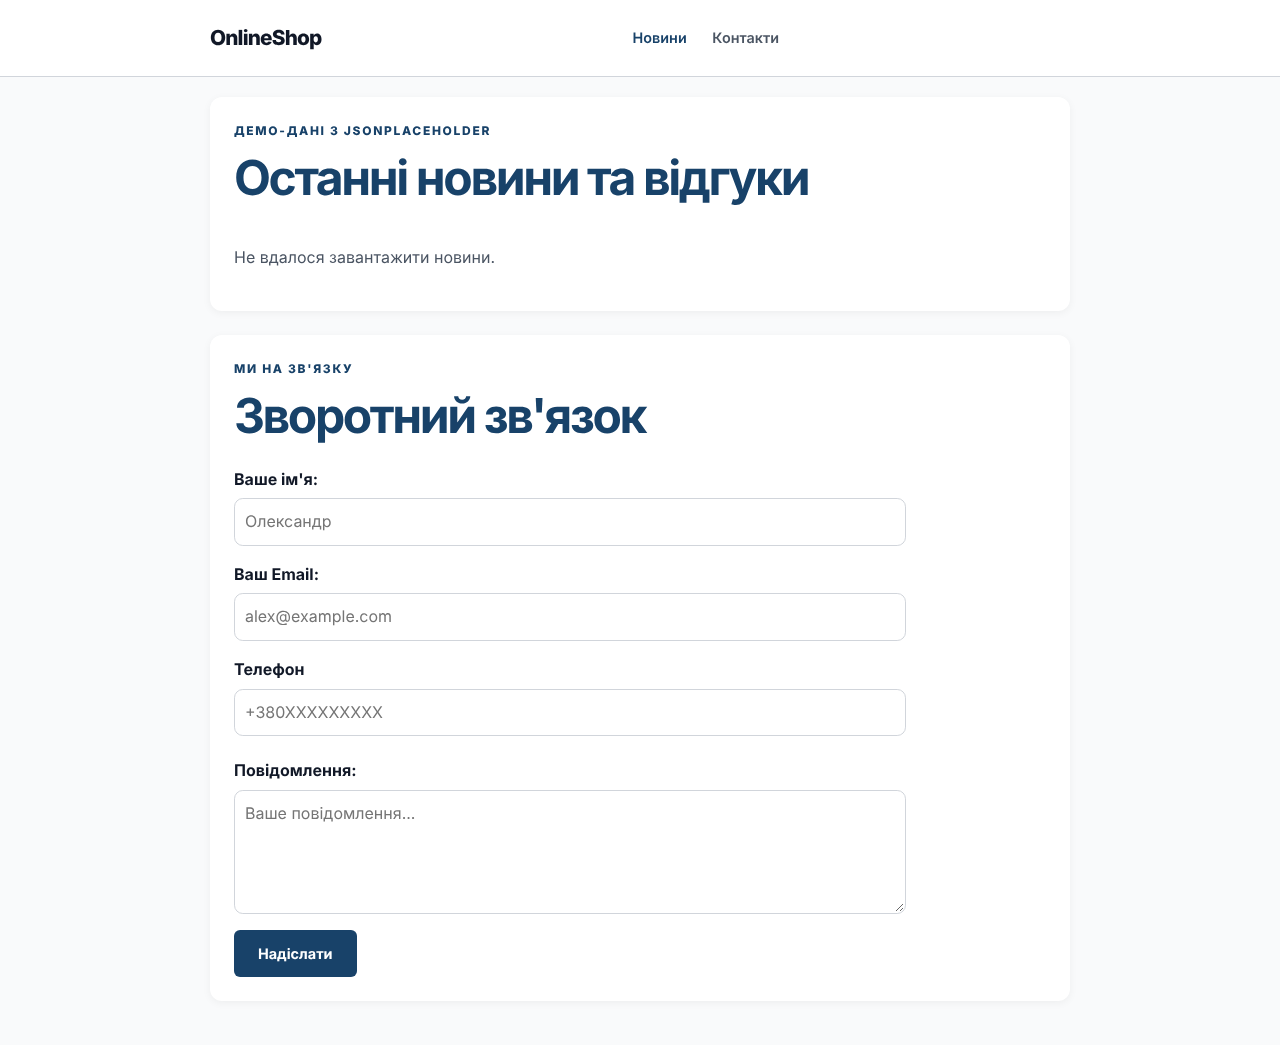 OnlineShop
Новини Контакти
ДЕМО-ДАНІ З JSONPLACEHOLDER
Останні новини та відгуки
Не вдалося завантажити новини.
МИ НА ЗВ'ЯЗКУ
Зворотний зв'язок
Ваше ім'я:
Олександр
Ваш Email:
alex@example.com
Телефон
+380XXXXXXXXX
Повідомлення:
Ваше повідомлення...
Надіслати